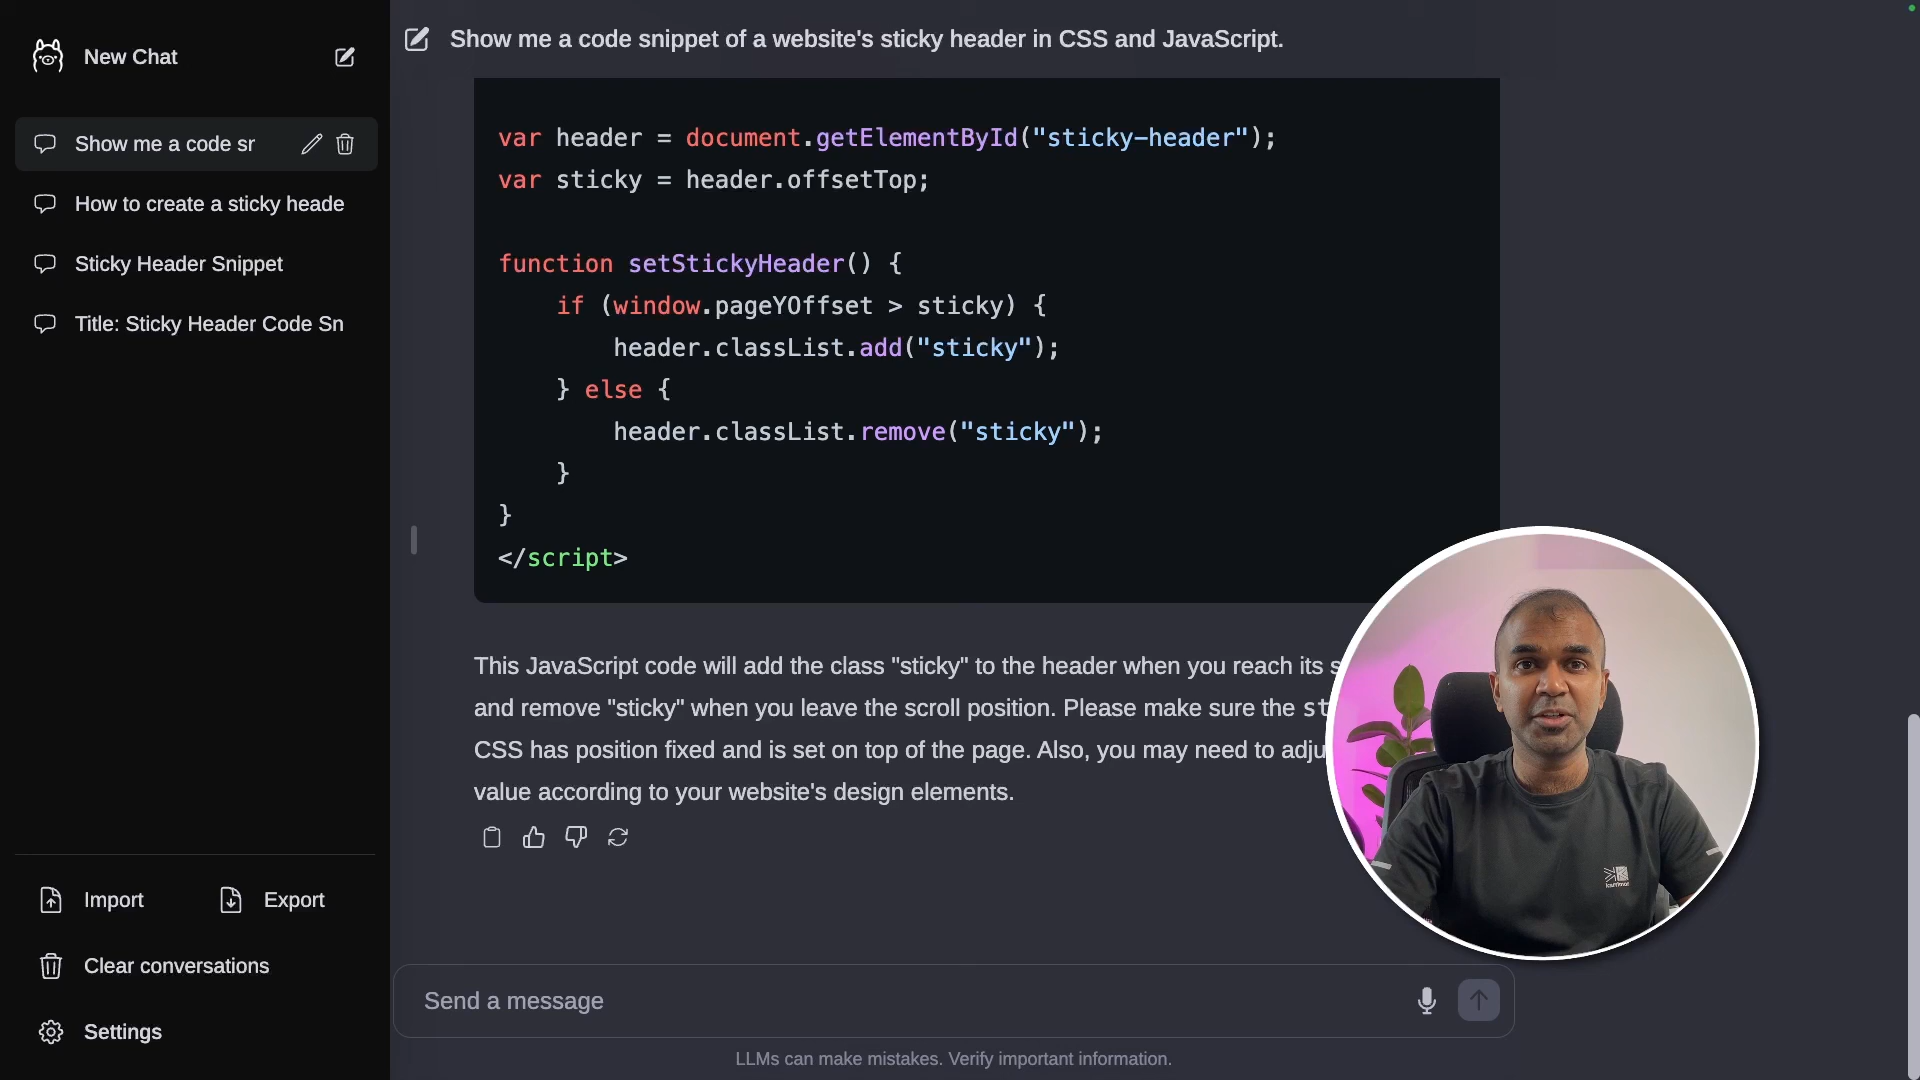 New Chat
Show me a code sr
How to create a sticky heade
Sticky Header Snippet
Title: Sticky Header Code Sn
Import
Export
Clear conversations
Settings
Show me a code snippet of a website's sticky header in CSS and JavaScript.
var header = document.getElementById("sticky-header");
var sticky = header.offsetTop;
function setStickyHeader() {
if (window.pageYOffset > sticky) {
header.classList.add("sticky");
} else {
header.classList.remove("sticky");
}
}
</script>
This JavaScript code will add the class "sticky" to the header when you reach its s
and remove "sticky" when you leave the scroll position. Please make sure the st
CSS has position fixed and is set on top of the page. Also, you may need to adju
value according to your website's design elements.
Send a message
LLMs can make mistakes. Verify important information.